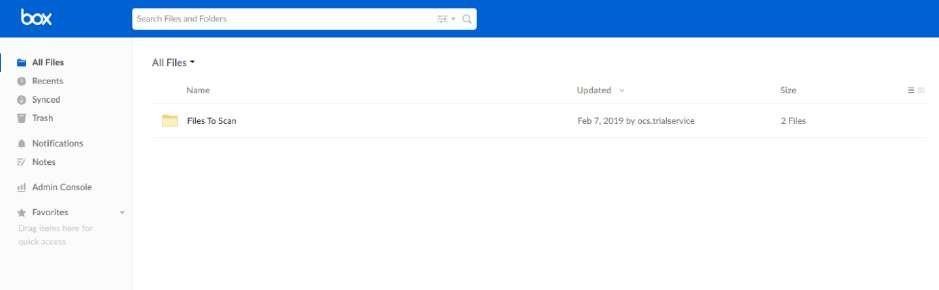 box
Search Files and Folders
All Files
Recents
Synced
Trash
Notifications
Notes
Admin Console
Favorites
Drag items here for
quick access
All Files
Name Updated Size
Files To Scan Feb 7, 2019 by ocs.trialservice 2 Files